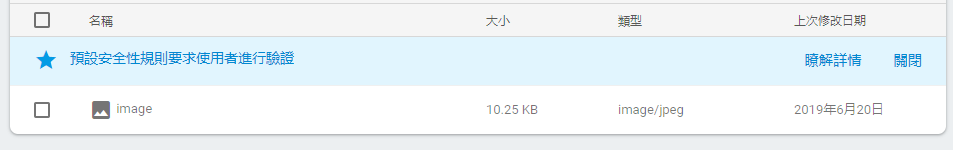 名稱 大小 類型 上次修改日期
預設安全性規則要求使用者進行驗證 瞭解詳情 關閉
image 10.25 KB image/jpeg 2019年6月20日